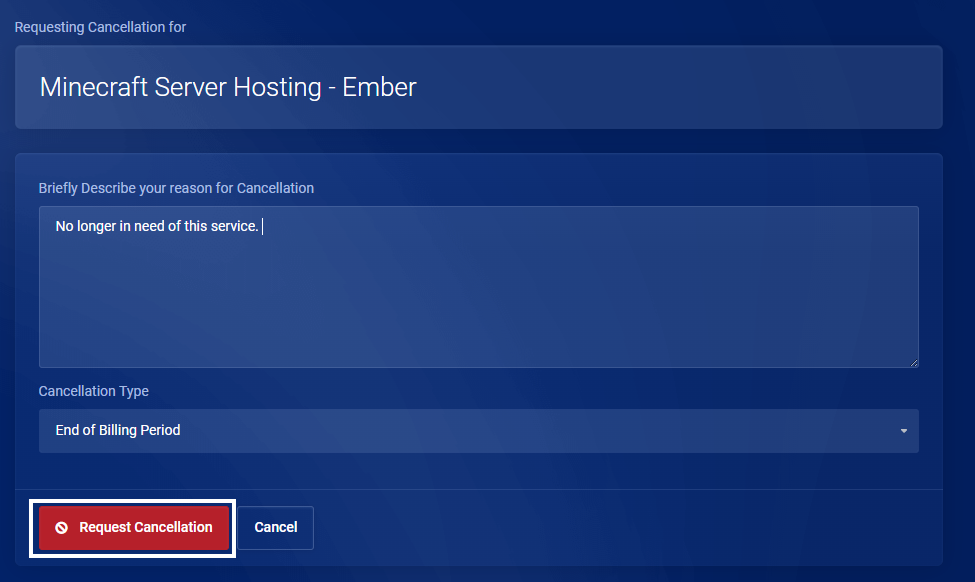 Requesting Cancellation for
Minecraft Server Hosting - Ember
Briefly Describe your reason for Cancellation
No longer in need of this service.
Cancellation Type
End of Billing Period
Request Cancellation
Cancel